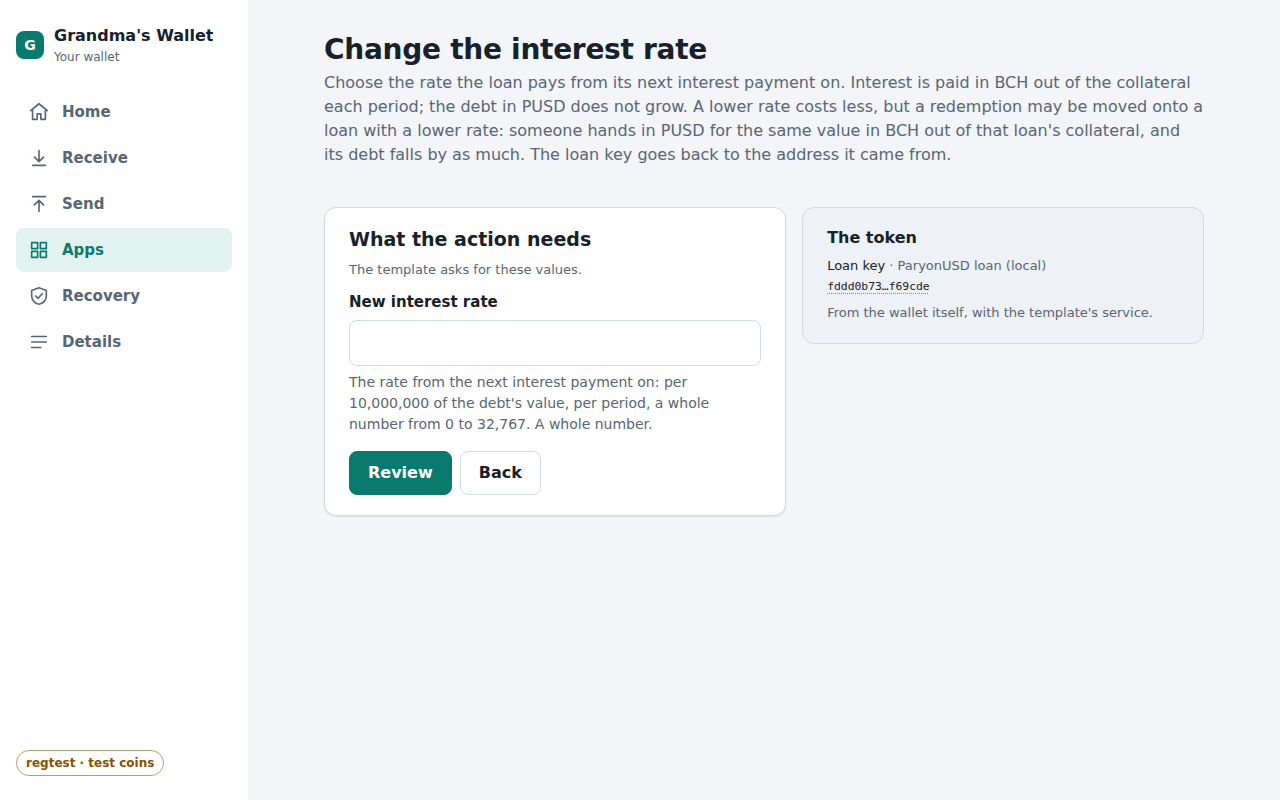 G
Grandma's Wallet
Your wallet
Home
Receive
Send
Apps
Recovery
Details
regtest · test coins
Change the interest rate
Choose the rate the loan pays from its next interest payment on. Interest is paid in BCH out of the collateral
each period; the debt in PUSD does not grow. A lower rate costs less, but a redemption may be moved onto a
loan with a lower rate: someone hands in PUSD for the same value in BCH out of that loan's collateral, and
its debt falls by as much. The loan key goes back to the address it came from.
What the action needs
The template asks for these values.
New interest rate
The rate from the next interest payment on: per
10,000,000 of the debt's value, per period, a whole
number from 0 to 32,767. A whole number.
Review
Back
The token
Loan key · ParyonUSD loan (local)
fddd0b73…f69cde
From the wallet itself, with the template's service.